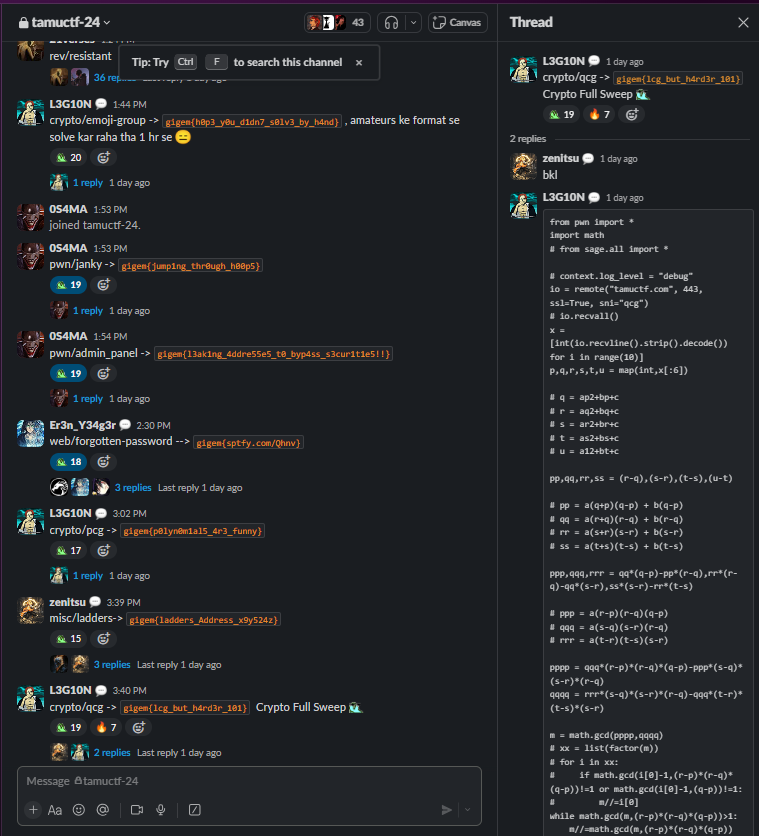 tamuctf-24
43
Canvas
Thread
rev/resistant
Tip: Try Ctrl F to search this channel ×
36 replies
L3G10N 1:44 PM
crypto/emoji-group -> gigem{h0p3_y0u_d1dn7_s0lv3_by_h4nd} , amateurs ke format se
solve kar raha tha 1 hr se
20
1 reply 1 day ago
0S4MA 1:53 PM
joined tamuctf-24.
0S4MA 1:53 PM
pwn/janky -> gigem{jump1ng_thr0ugh_h00p5}
19
1 reply 1 day ago
0S4MA 1:54 PM
pwn/admin_panel -> gigem{l3ak1ng_4ddre55e5_t0_byp4ss_s3cur1t1e5!!}
19
1 reply 1 day ago
Er3n_Y34g3r 2:30 PM
web/forgotten-password --> gigem{sptfy.com/Qhnv}
18
3 replies Last reply 1 day ago
L3G10N 3:02 PM
crypto/pcg -> gigem{p0lyn0m1al5_4r3_funny}
17
1 reply 1 day ago
zenitsu 3:39 PM
misc/ladders-> gigem{ladders_Address_x9y524z}
15
3 replies Last reply 1 day ago
L3G10N 3:40 PM
crypto/qcg -> gigem{lcg_but_h4rd3r_101} Crypto Full Sweep
19 7
2 replies Last reply 1 day ago
Message tamuctf-24
Aa
L3G10N 1 day ago
crypto/qcg -> gigem{lcg_but_h4rd3r_101}
Crypto Full Sweep
19 7
2 replies
zenitsu 1 day ago
bkl
L3G10N 1 day ago
from pwn import *
import math
# from sage.all import *
# context.log_level = "debug"
io = remote("tamuctf.com", 443,
ssl=True, sni="qcg")
# io.recvall()
x =
[int(io.recvline().strip().decode())
for i in range(10)]
p,q,r,s,t,u = map(int,x[:6])
# q = ap2+bp+c
# r = aq2+bq+c
# s = ar2+br+c
# t = as2+bs+c
# u = a12+bt+c
pp,qq,rr,ss = (r-q),(s-r),(t-s),(u-t)
# pp = a(q+p)(q-p) + b(q-p)
# qq = a(r+q)(r-q) + b(r-q)
# rr = a(s+r)(s-r) + b(s-r)
# ss = a(t+s)(t-s) + b(t-s)
ppp,qqq,rrr = qq*(q-p)-pp*(r-q),rr*(r-
q)-qq*(s-r),ss*(s-r)-rr*(t-s)
# ppp = a(r-p)(r-q)(q-p)
# qqq = a(s-q)(s-r)(r-q)
# rrr = a(t-r)(t-s)(s-r)
pppp = qqq*(r-p)*(r-q)*(q-p)-ppp*(s-q)*
(s-r)*(r-q)
qqqq = rrr*(s-q)*(s-r)*(r-q)-qqq*(t-r)*
(t-s)*(s-r)
m = math.gcd(pppp,qqqq)
# xx = list(factor(m))
# for i in xx:
#     if math.gcd(i[0]-1,(r-p)*(r-q)*
(q-p))!=1 or math.gcd(i[0]-1,(r-q))!=1:
#         m//=i[0]
while math.gcd(m,(r-p)*(r-q)*(q-p))>1:
    m//=math.gcd(m,(r-p)*(r-q)*(q-p))